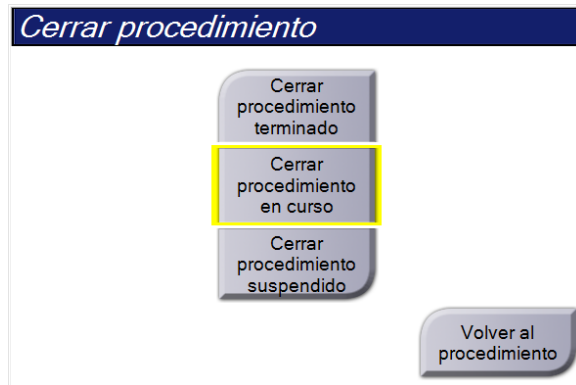 Cerrar procedimiento
Cerrar
procedimiento
terminado
Cerrar
procedimiento
en curso
Cerrar
procedimiento
suspendido
Volver al
procedimiento